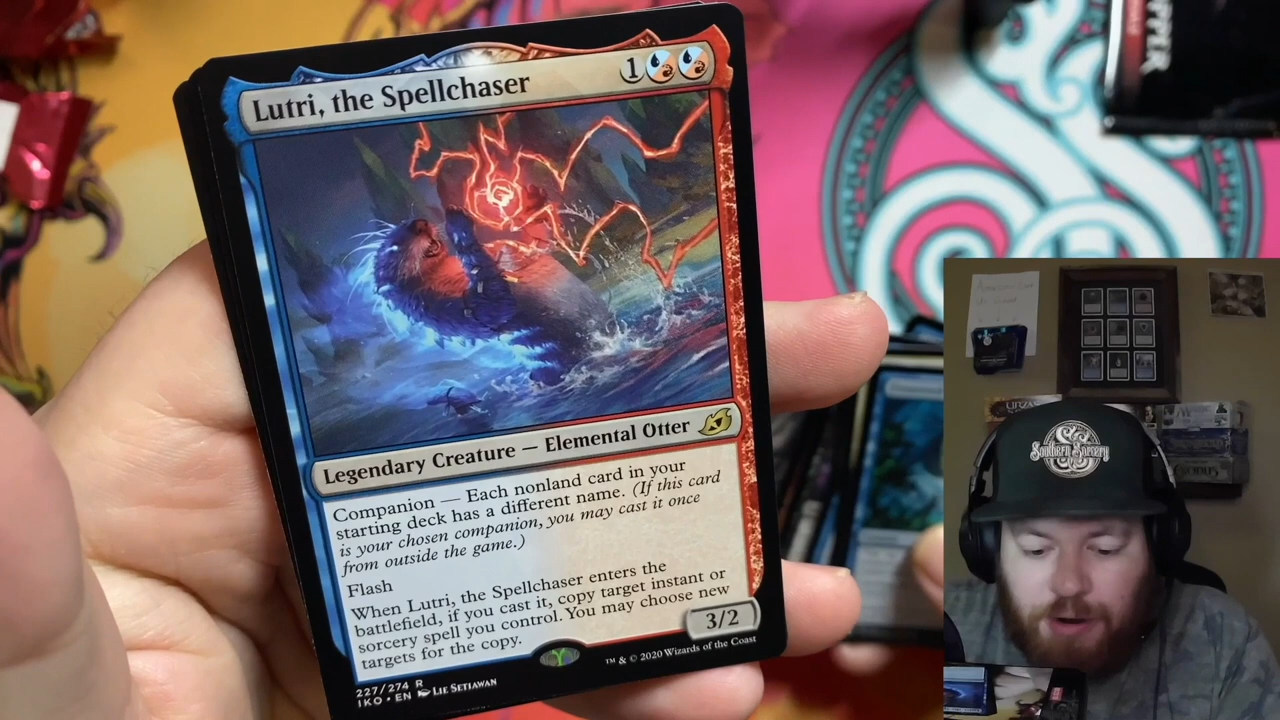 Lutri, the Spellchaser
1
Legendary Creature — Elemental Otter
Companion — Each nonland card in your
starting deck has a different name. (If this card
is your chosen companion, you may cast it once
from outside the game.)
Flash
When Lutri, the Spellchaser enters the
battlefield, if you cast it, copy target instant or
sorcery spell you control. You may choose new
targets for the copy.
3/2
227/274 R
IKO • EN Lie Setiawan
™ & © 2020 Wizards of the Coast
Southern Sorcery